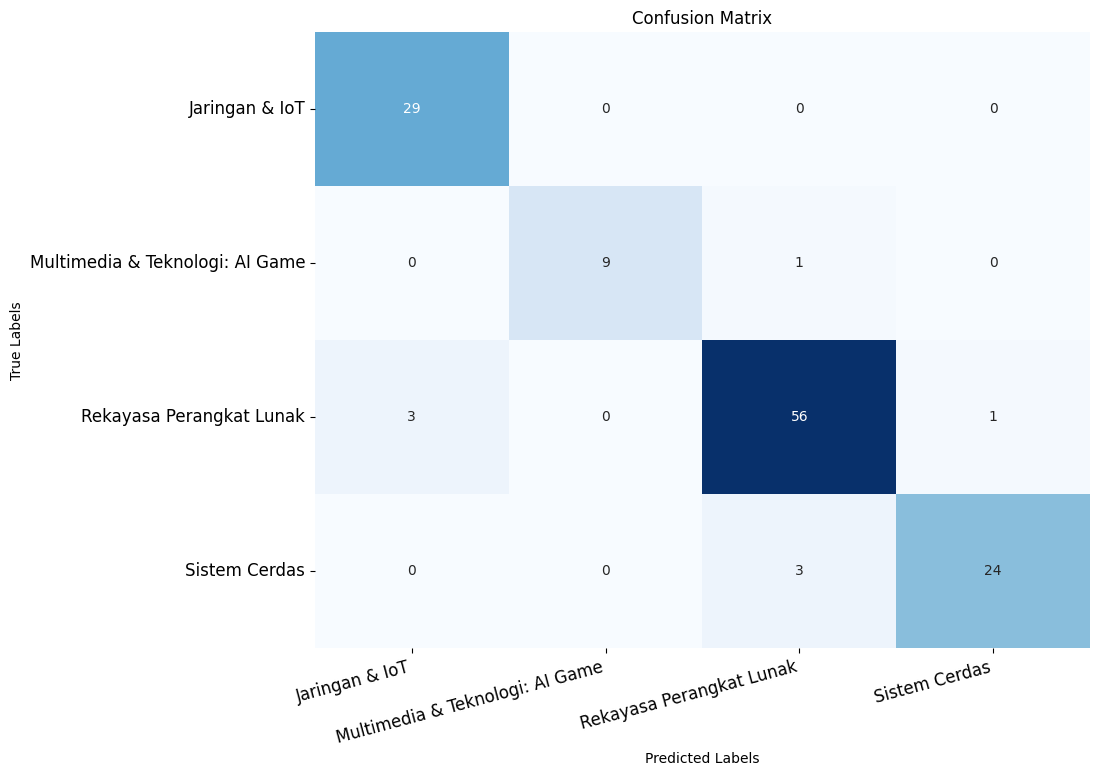 Confusion Matrix
True Labels
Jaringan & IoT 29 0 0 0
Multimedia & Teknologi: AI Game 0 9 1 0
Rekayasa Perangkat Lunak 3 0 56 1
Sistem Cerdas 0 0 3 24
Jaringan & IoT
Multimedia & Teknologi: AI Game
Rekayasa Perangkat Lunak
Sistem Cerdas
Predicted Labels